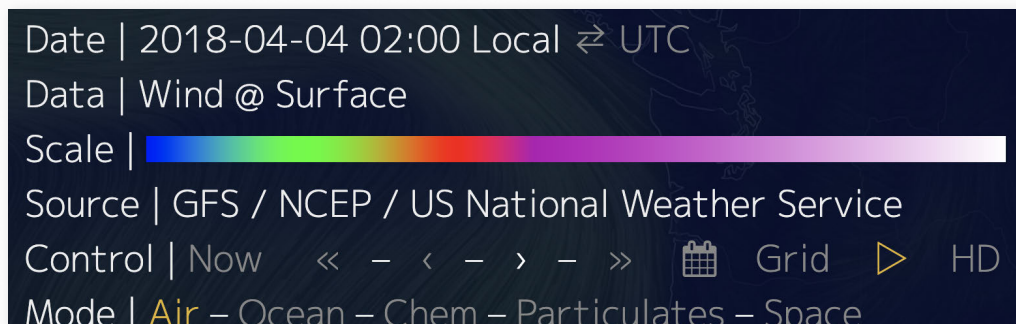 Date | 2018-04-04 02:00 Local ⇄ UTC
Data | Wind @ Surface
Scale |
Source | GFS / NCEP / US National Weather Service
Control | Now « – ‹ – › – » Grid ▷ HD
Mode | Air – Ocean – Chem – Particulates – Space